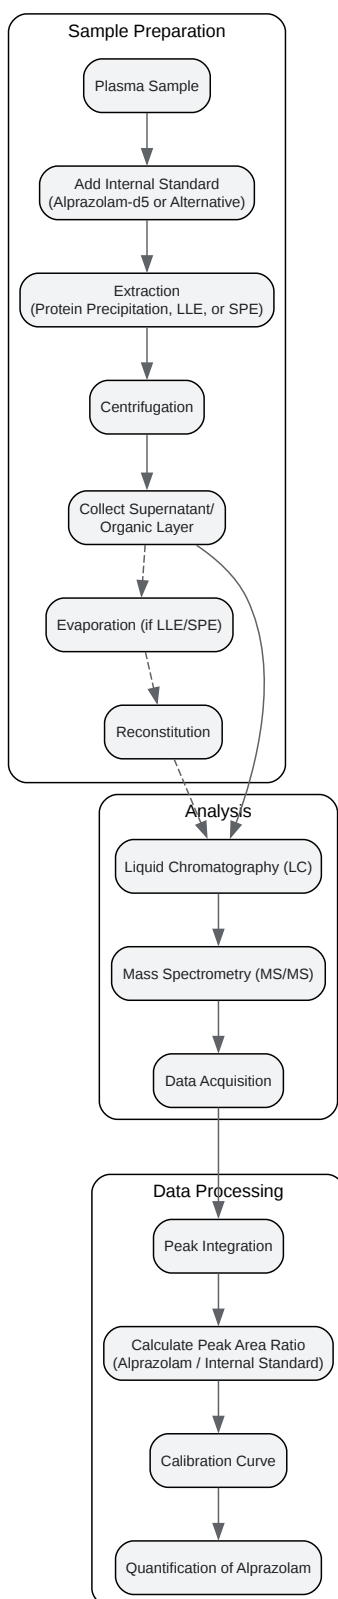 Sample Preparation
Plasma Sample
Add Internal Standard
(Alprazolam-d5 or Alternative)
Extraction
(Protein Precipitation, LLE, or SPE)
Centrifugation
Collect Supernatant/
Organic Layer
Evaporation (if LLE/SPE)
Reconstitution
Analysis
Liquid Chromatography (LC)
Mass Spectrometry (MS/MS)
Data Acquisition
Data Processing
Peak Integration
Calculate Peak Area Ratio
(Alprazolam / Internal Standard)
Calibration Curve
Quantification of Alprazolam